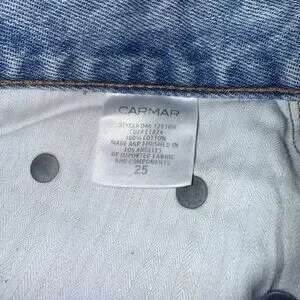 CARMAR
100% COTTON
MADE AND FINISHED IN
LOS ANGELES
OF IMPORTED FABRIC
AND COMPONENTS
25